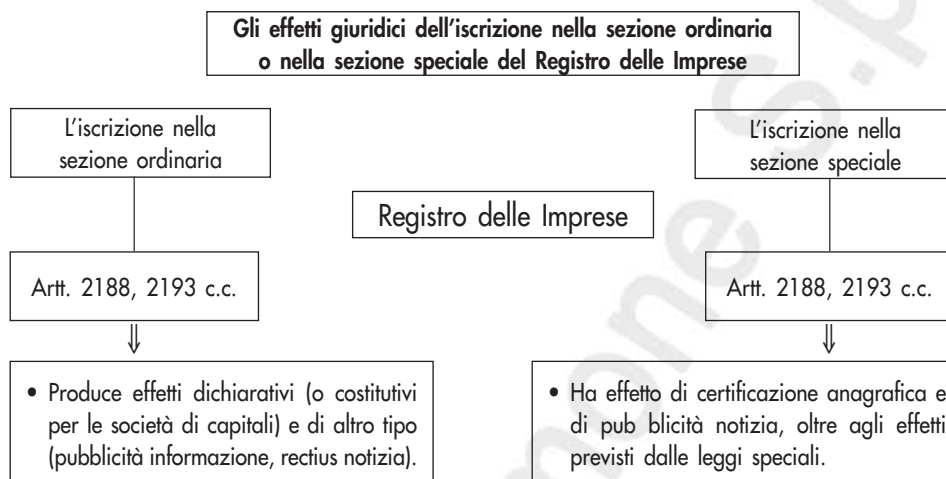 Gli effetti giuridici dell'iscrizione nella sezione ordinaria
o nella sezione speciale del Registro delle Imprese
L'iscrizione nella
sezione ordinaria
L'iscrizione nella
sezione speciale
Registro delle Imprese
Artt. 2188, 2193 c.c.
Artt. 2188, 2193 c.c.
• Produce effetti dichiarativi (o costitutivi
per le società di capitali) e di altro tipo
(pubblicità informazione, rectius notizia).
• Ha effetto di certificazione anagrafica e
di pub blicità notizia, oltre agli effetti
previsti dalle leggi speciali.